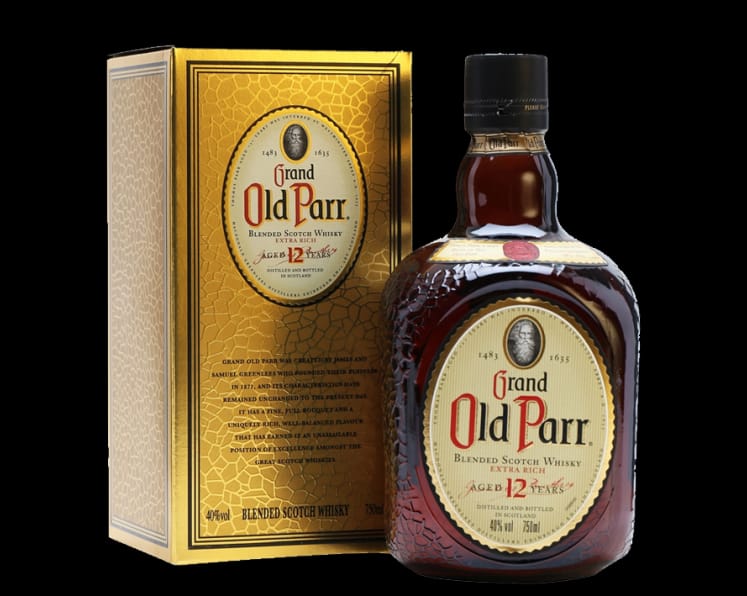 1483 1635
Grand
Old Parr.
BLENDED SCOTCH WHISKY
EXTRA RICH
AGED 12 YEARS
DISTILLED AND BOTTLED
IN SCOTLAND
GRAND OLD PARR WAS CREATED BY JAMES AND
SAMUEL GREENLEES WHO FOUNDED THEIR BUSINESS
IN 1871, AND ITS CHARACTERISTICS HAVE
REMAINED UNCHANGED TO THE PRESENT DAY.
IT HAS A FINE, FULL BOUQUET AND A
UNIQUELY RICH, WELL-BALANCED FLAVOUR
THAT HAS EARNED IT AN UNASSAILABLE
POSITION OF EXCELLENCE AMONGST THE
GREAT SCOTCH WHISKIES.
40%vol BLENDED SCOTCH WHISKY 750ml
PLEASE
Old Parr
1483 1635
Grand
Old Parr®
BLENDED SCOTCH WHISKY
EXTRA RICH
AGED 12 YEARS
DISTILLED AND BOTTLED
IN SCOTLAND
40% vol 750ml